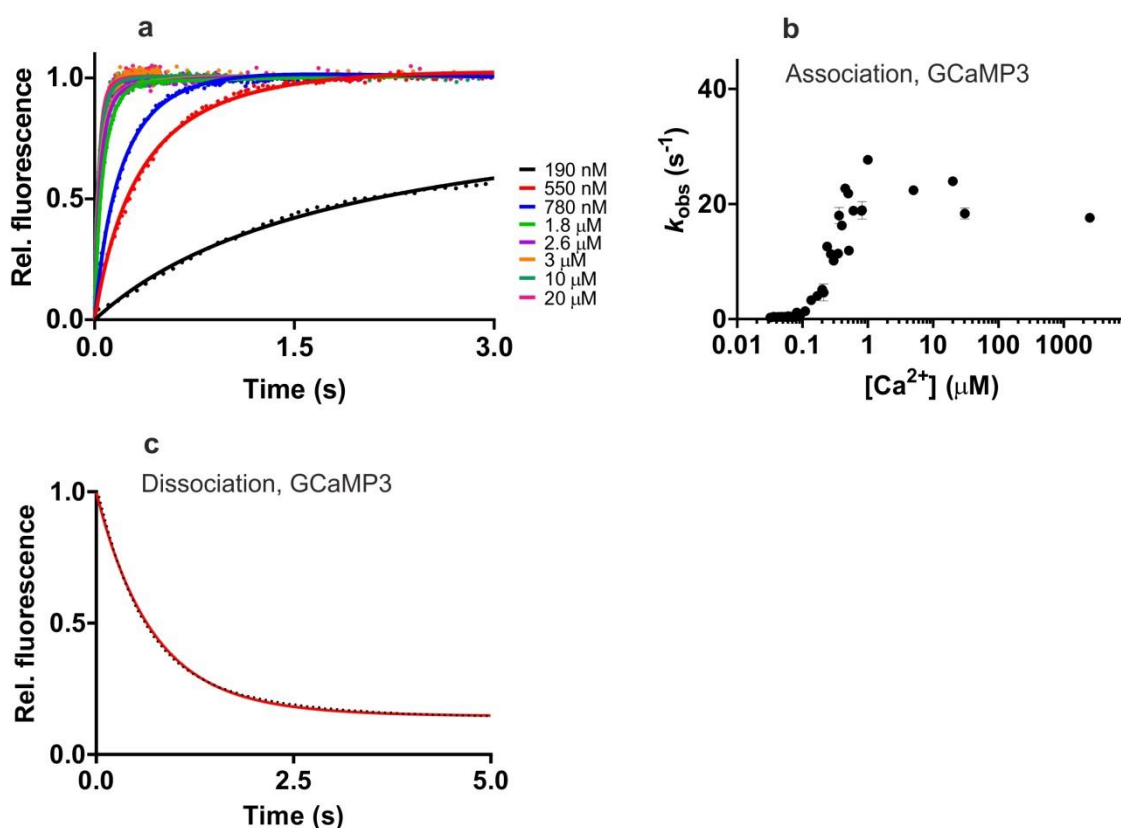 a
Rel. fluorescence
1.0
0.5
0.0
0.0 1.5 3.0
Time (s)
190 nM
550 nM
780 nM
1.8 μM
2.6 μM
3 μM
10 μM
20 μM
b
Association, GCaMP3
kobs (s-1)
40
20
0
0.01 0.1 1 10 100 1000
[Ca2+] (μM)
c
Dissociation, GCaMP3
Rel. fluorescence
1.0
0.5
0.0
0.0 2.5 5.0
Time (s)